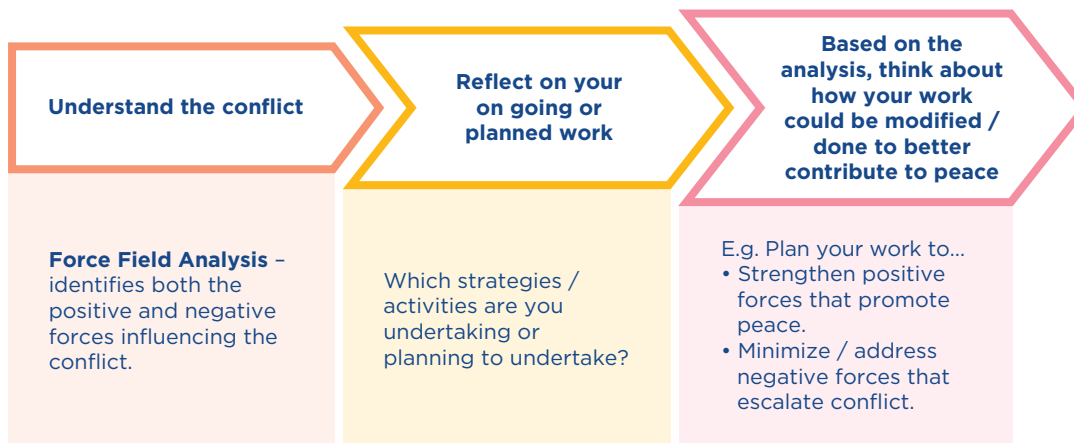 Understand the conflict
Force Field Analysis –
identifies both the
positive and negative
forces influencing the
conflict.
Reflect on your
on going or
planned work
Which strategies /
activities are you
undertaking or
planning to undertake?
Based on the
analysis, think about
how your work
could be modified /
done to better
contribute to peace
E.g. Plan your work to...
• Strengthen positive
forces that promote
peace.
• Minimize / address
negative forces that
escalate conflict.